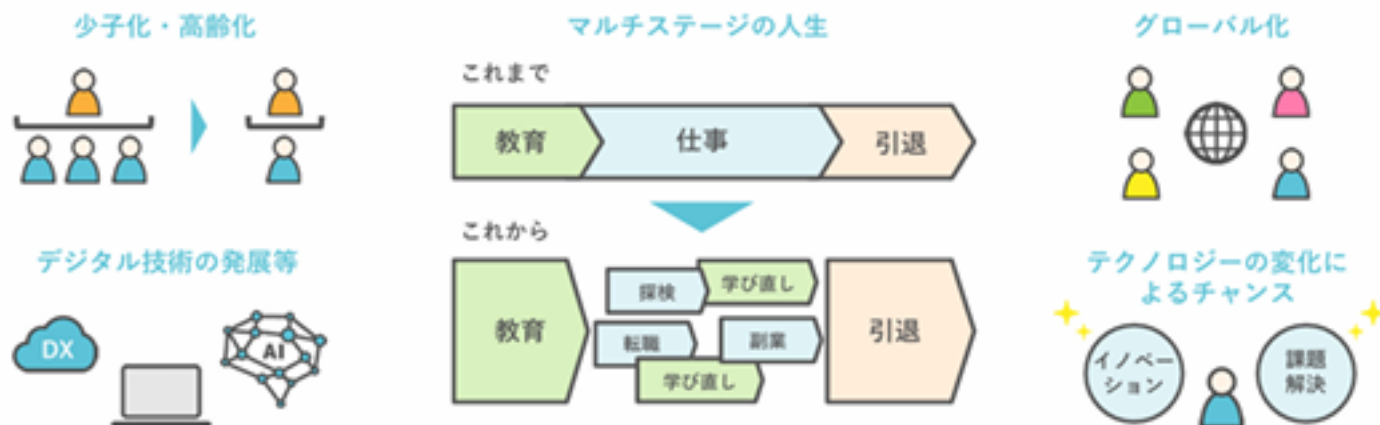 少子化・高齢化
デジタル技術の発展等
DX
AI
マルチステージの人生
これまで
教育
仕事
引退
これから
教育
探検
学び直し
転職
副業
学び直し
引退
グローバル化
テクノロジーの変化に
よるチャンス
イノベー
ション
課題
解決